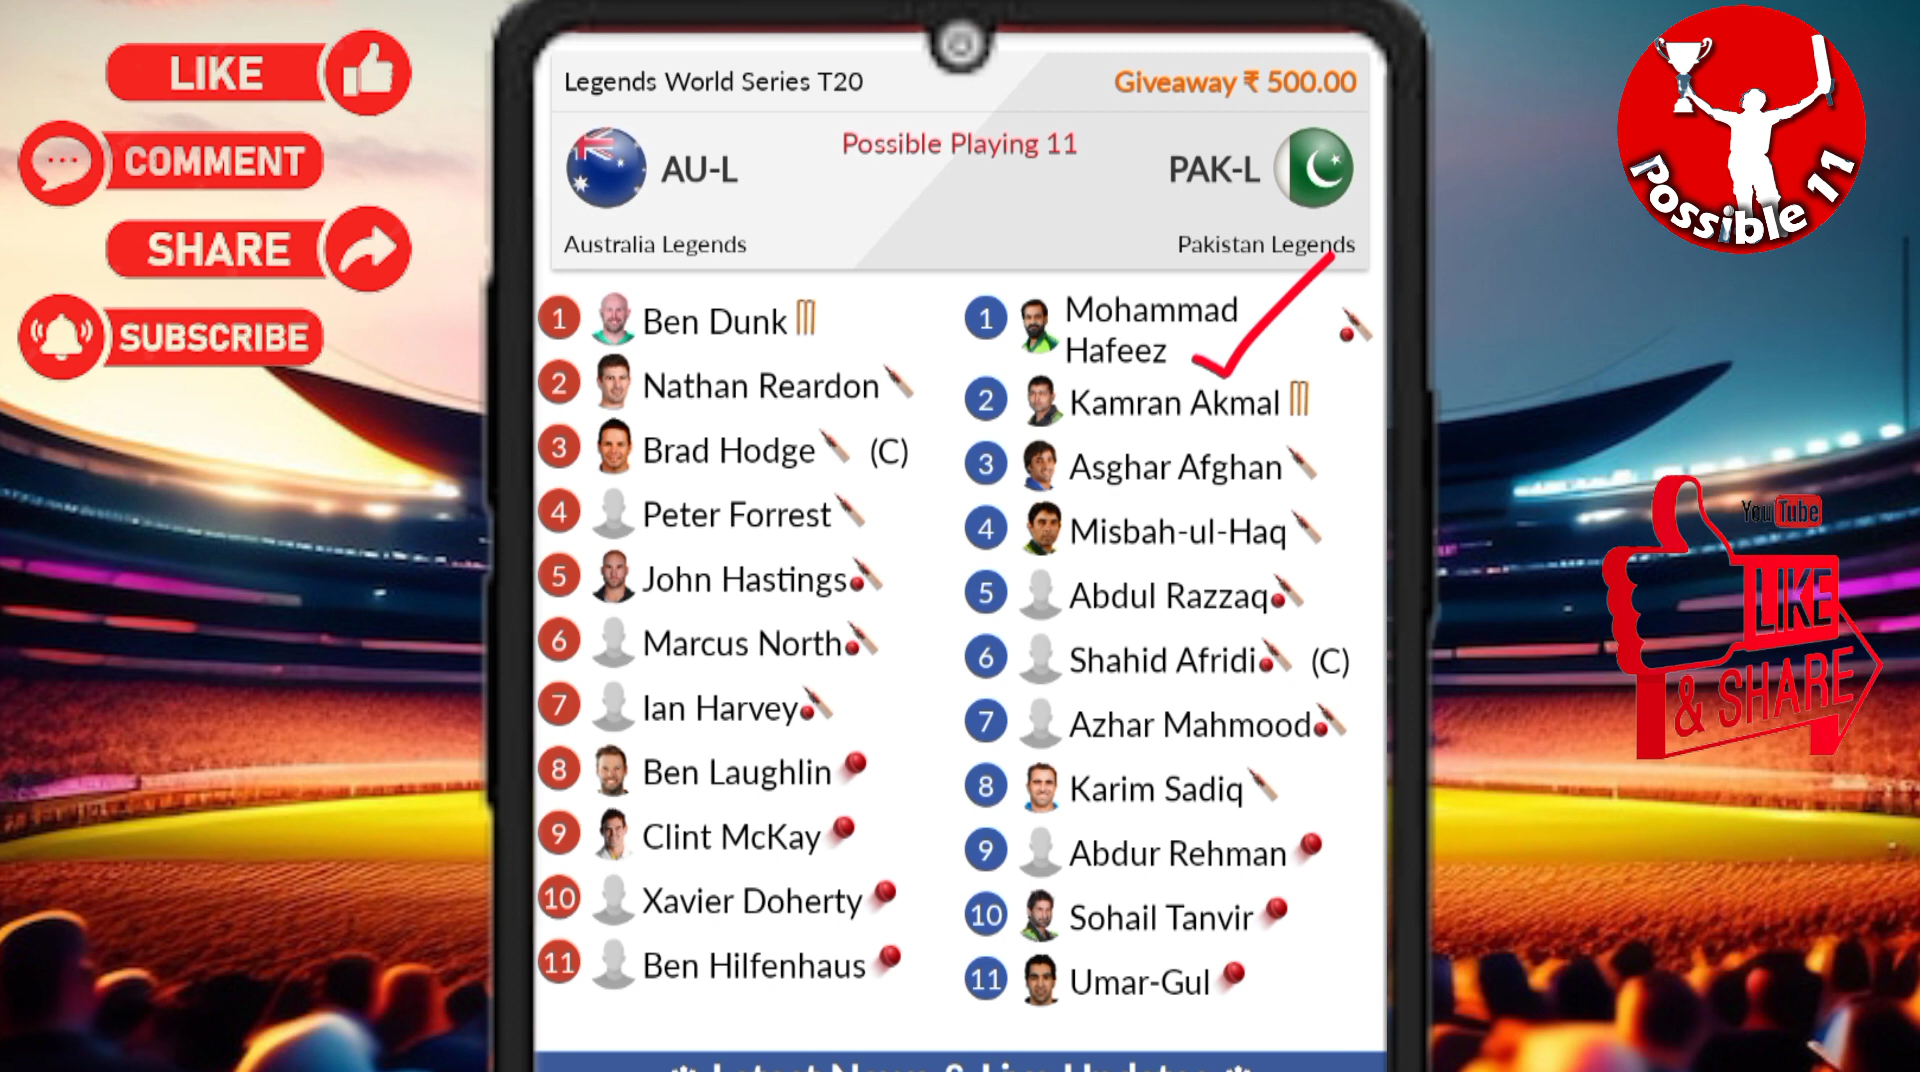 LIKE
COMMENT
SHARE
SUBSCRIBE
Legends World Series T20
Giveaway ₹ 500.00
Possible Playing 11
AU-L
PAK-L
Australia Legends
Pakistan Legends
1 Ben Dunk
2 Nathan Reardon
3 Brad Hodge (C)
4 Peter Forrest
5 John Hastings
6 Marcus North
7 Ian Harvey
8 Ben Laughlin
9 Clint McKay
10 Xavier Doherty
11 Ben Hilfenhaus
1 Mohammad
Hafeez
2 Kamran Akmal
3 Asghar Afghan
4 Misbah-ul-Haq
5 Abdul Razzaq
6 Shahid Afridi (C)
7 Azhar Mahmood
8 Karim Sadiq
9 Abdur Rehman
10 Sohail Tanvir
11 Umar-Gul
Latest News & Live Updates
Possible 11
YouTube
LIKE
& SHARE